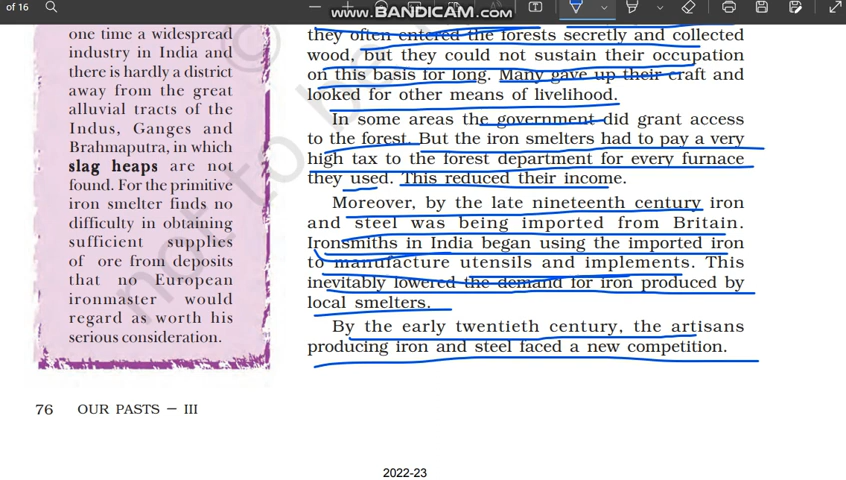 of 16
www.BANDICAM.com
one time a widespread
industry in India and
there is hardly a district
away from the great
alluvial tracts of the
Indus, Ganges and
Brahmaputra, in which
slag heaps are not
found. For the primitive
iron smelter finds no
difficulty in obtaining
sufficient supplies
of ore from deposits
that no European
ironmaster would
regard as worth his
serious consideration.
they often entered the forests secretly and collected
wood, but they could not sustain their occupation
on this basis for long. Many gave up their craft and
looked for other means of livelihood.
In some areas the government did grant access
to the forest. But the iron smelters had to pay a very
high tax to the forest department for every furnace
they used. This reduced their income.
Moreover, by the late nineteenth century iron
and steel was being imported from Britain.
Ironsmiths in India began using the imported iron
to manufacture utensils and implements. This
inevitably lowered the demand for iron produced by
local smelters.
By the early twentieth century, the artisans
producing iron and steel faced a new competition.
76 OUR PASTS – III
2022-23
not to be